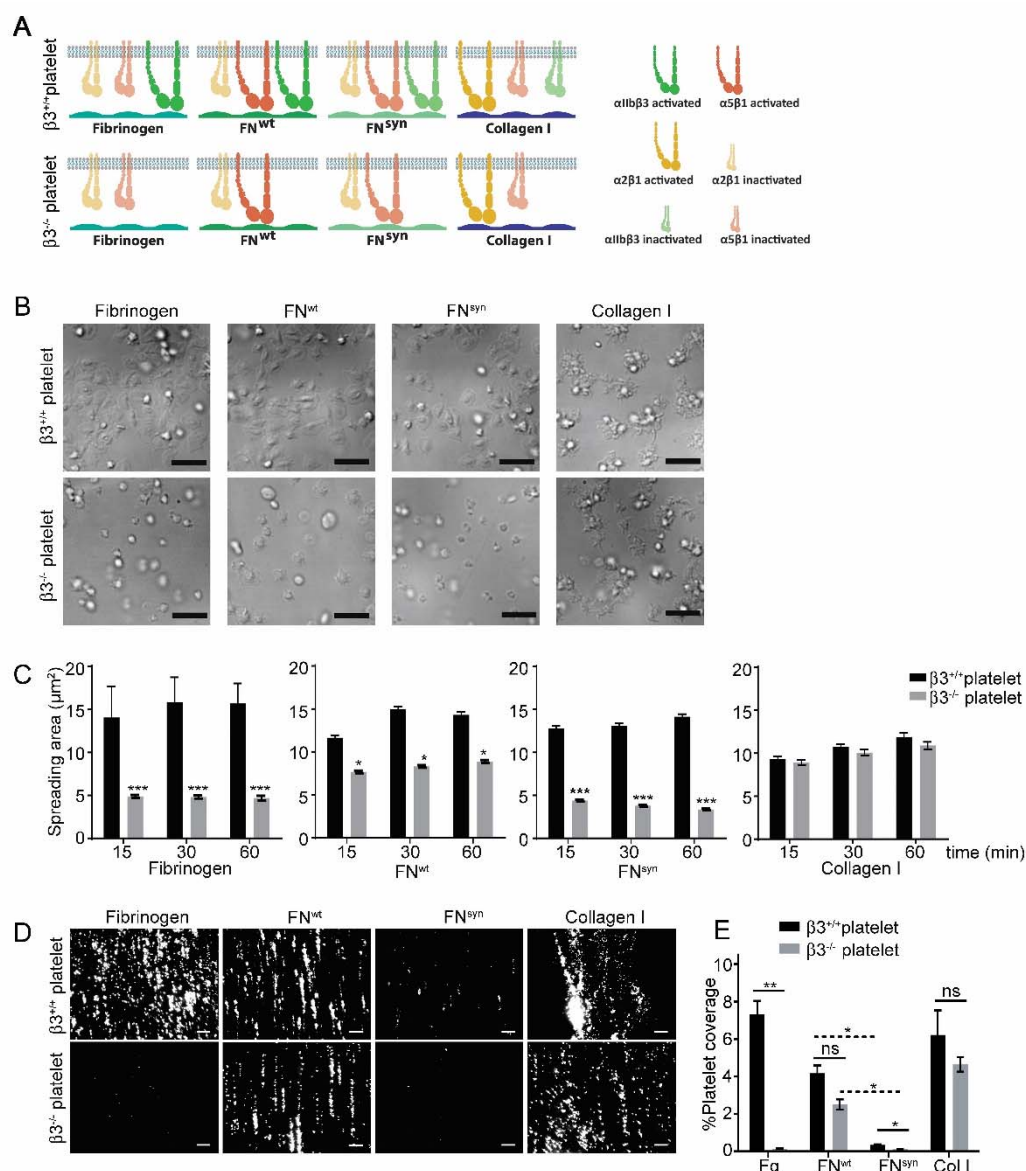 A
β3+/+platelet
Fibrinogen
FNwt
FNsyn
Collagen I
β3-/- platelet
Fibrinogen
FNwt
FNsyn
Collagen I
αIIbβ3 activated
α5β1 activated
α2β1 activated
α2β1 inactivated
αIIbβ3 inactivated
α5β1 inactivated
B
Fibrinogen
FNwt
FNsyn
Collagen I
β3+/+ platelet
β3-/- platelet
C
Spreading area (µm²)
20
15
10
5
0
***
***
***
15
30
60
Fibrinogen
20
15
10
5
0
*
*
*
15
30
60
FNwt
20
15
10
5
0
***
***
***
15
30
60
FNsyn
20
15
10
5
0
β3+/+platelet
β3-/- platelet
15
30
60
time (min)
Collagen I
D
Fibrinogen
FNwt
FNsyn
Collagen I
β3+/+ platelet
β3-/- platelet
E
β3+/+platelet
β3-/- platelet
%Platelet coverage
8
6
4
2
0
**
*
ns
*
*
ns
Fg
FNwt
FNsyn
Col I